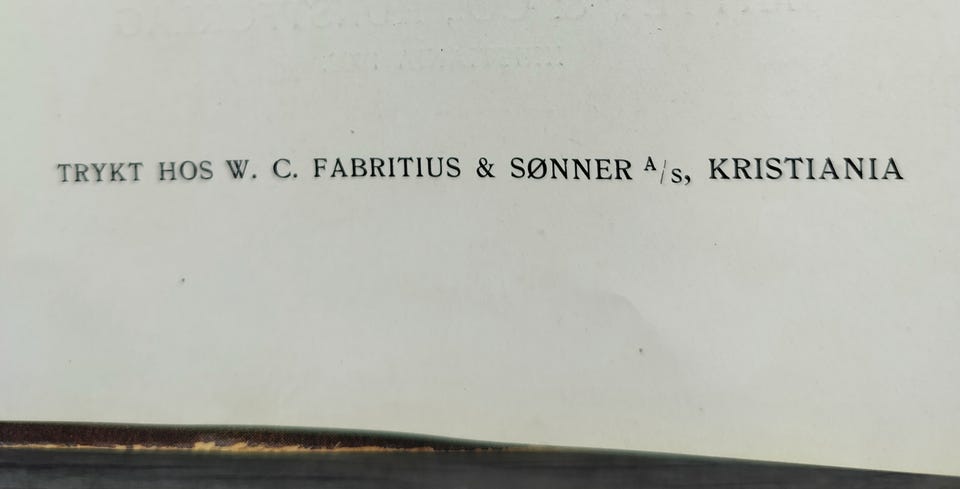 TRYKT HOS W. C. FABRITIUS & SØNNER A/S, KRISTIANIA